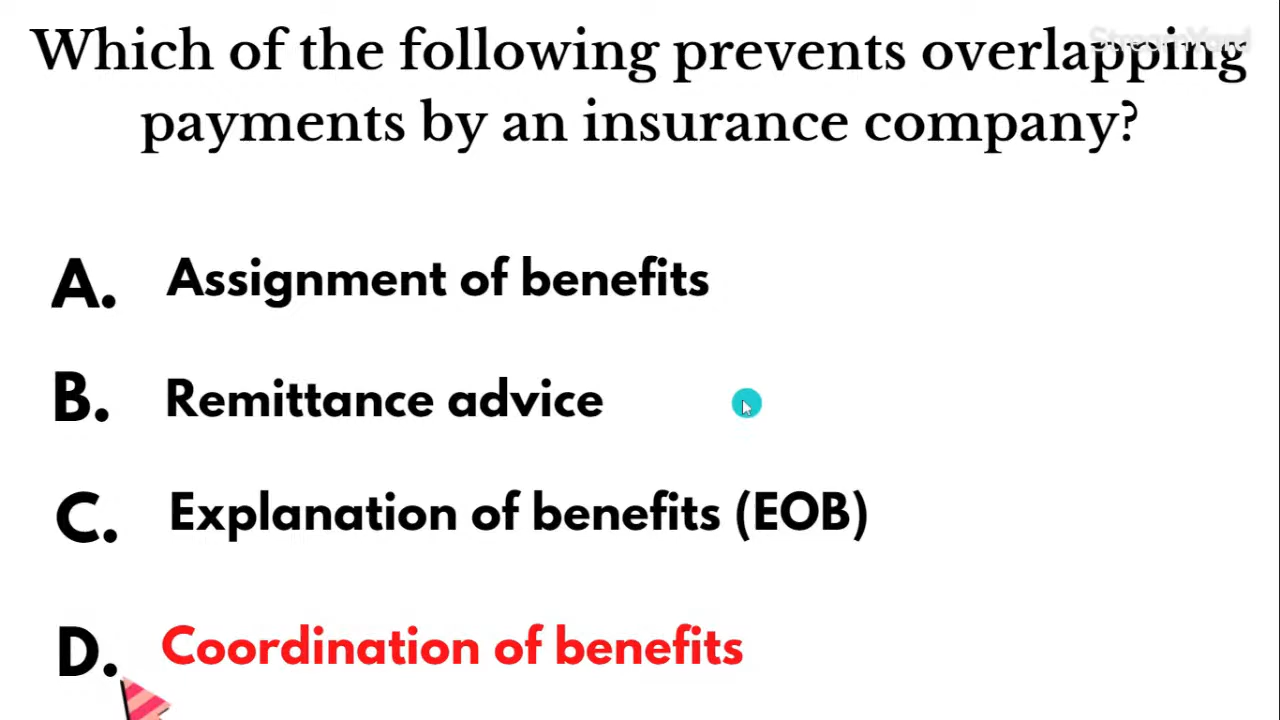 StreamYard
Which of the following prevents overlapping
payments by an insurance company?
A. Assignment of benefits
B. Remittance advice
C. Explanation of benefits (EOB)
D. Coordination of benefits